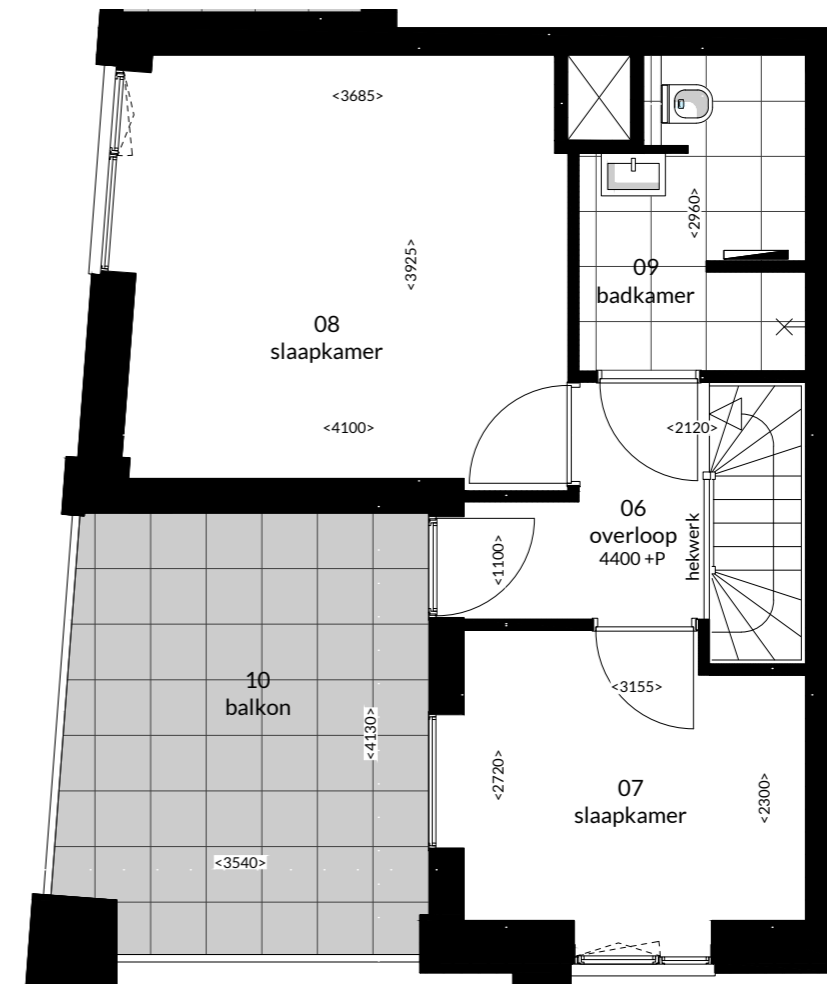 <3685>
<3925>
08
slaapkamer
<4100>
<2960>
09
badkamer
<2120>
06
overloop
4400 +P
hekwerk
<1100>
10
balkon
<4130>
<3540>
<3155>
<2720>
07
slaapkamer
<2300>